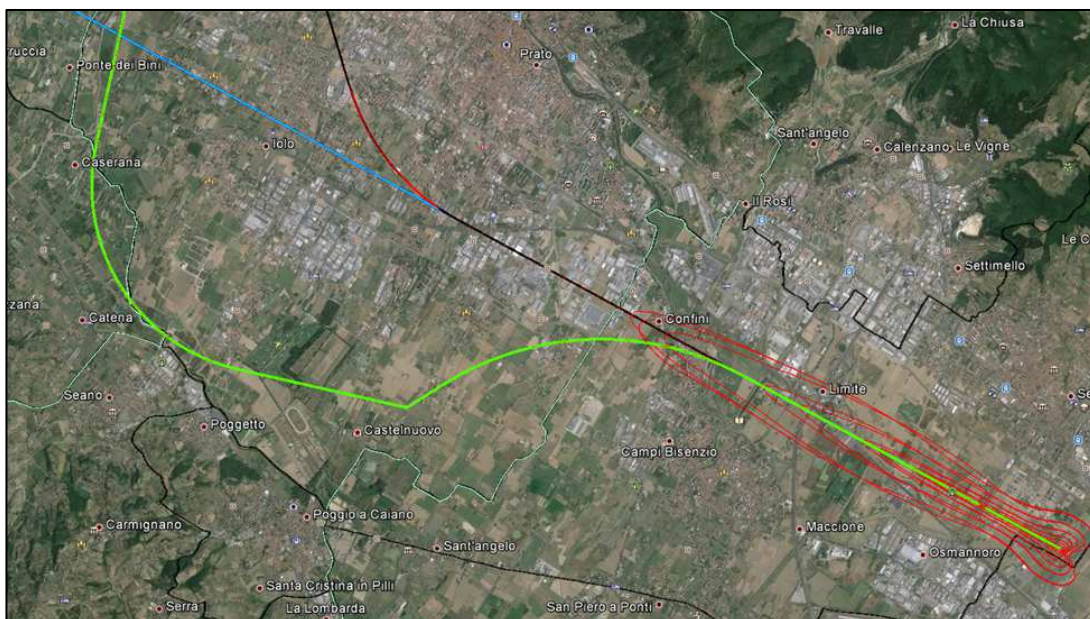 La Chiusa
Travalle
rruccia
Prato
Ponte dei Bini
Sant'angelo
Iolo
Calenzano
Le Vigne
Caserana
Il Rosi
Le C
Settimello
zzana
Catena
Confini
Limite
Seano
Se
Poggetto
Castelnuovo
Campi Bisenzio
Poggio a Caiano
Carmignano
Maccione
Sant'angelo
Osmannoro
Santa Cristina in Pilli
Serra
La Lombarda
San Piero a Ponti